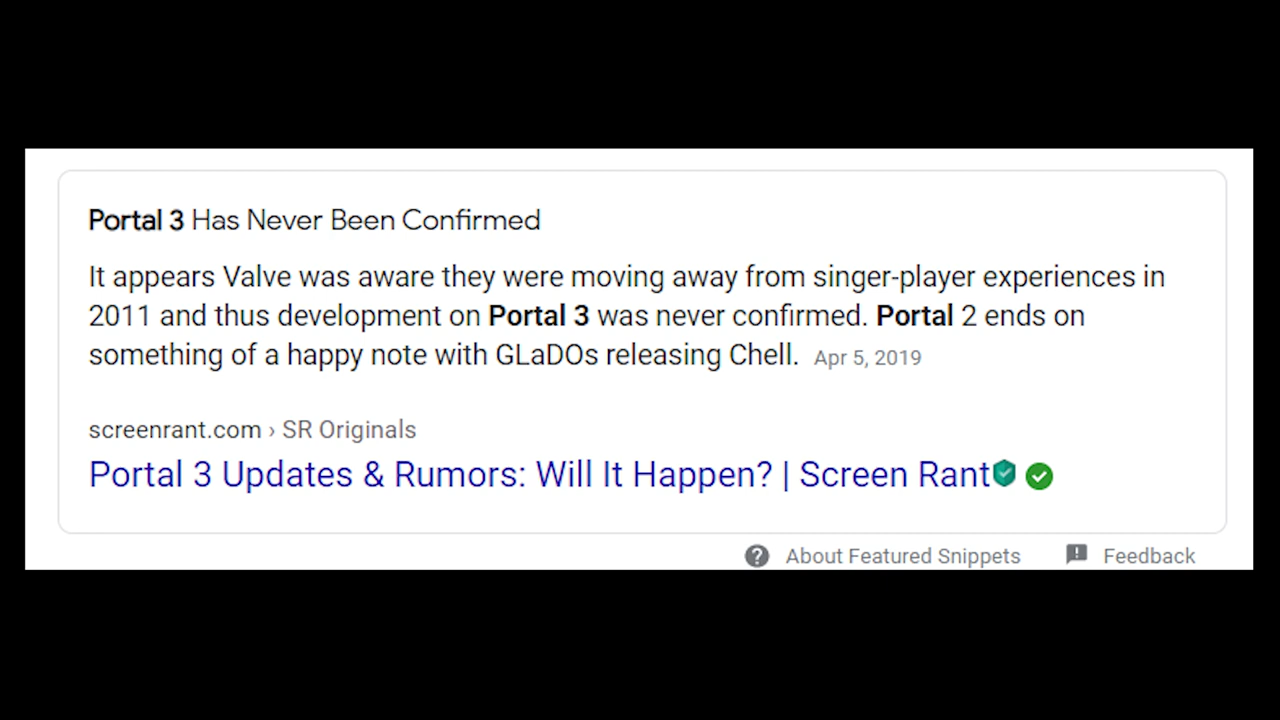 Portal 3 Has Never Been Confirmed
It appears Valve was aware they were moving away from singer-player experiences in
2011 and thus development on Portal 3 was never confirmed. Portal 2 ends on
something of a happy note with GLaDOs releasing Chell. Apr 5, 2019
screenrant.com › SR Originals
Portal 3 Updates & Rumors: Will It Happen? | Screen Rant
About Featured Snippets Feedback